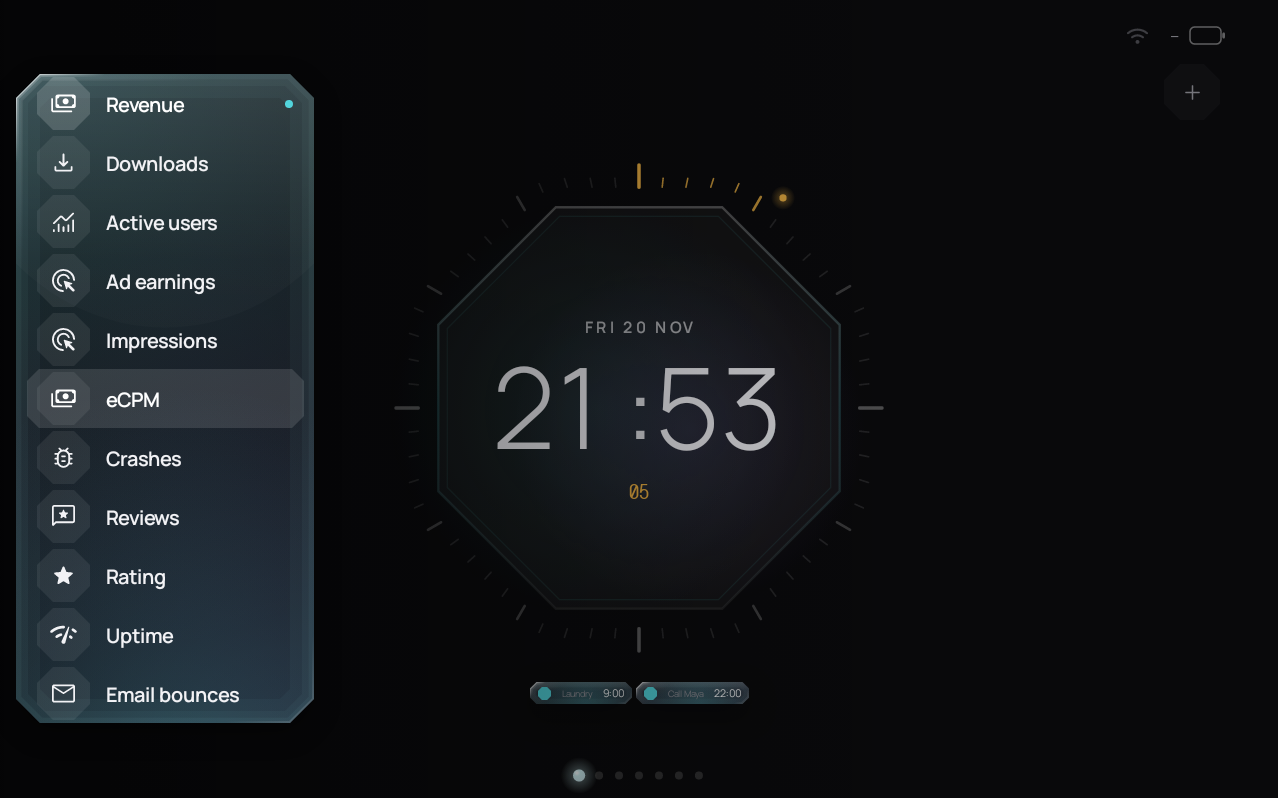 Revenue
Downloads
Active users
Ad earnings
Impressions
eCPM
Crashes
Reviews
Rating
Uptime
Email bounces
–
+
FRI 20 NOV
21 :53
05
Laundry 9:00
Call Maya 22:00